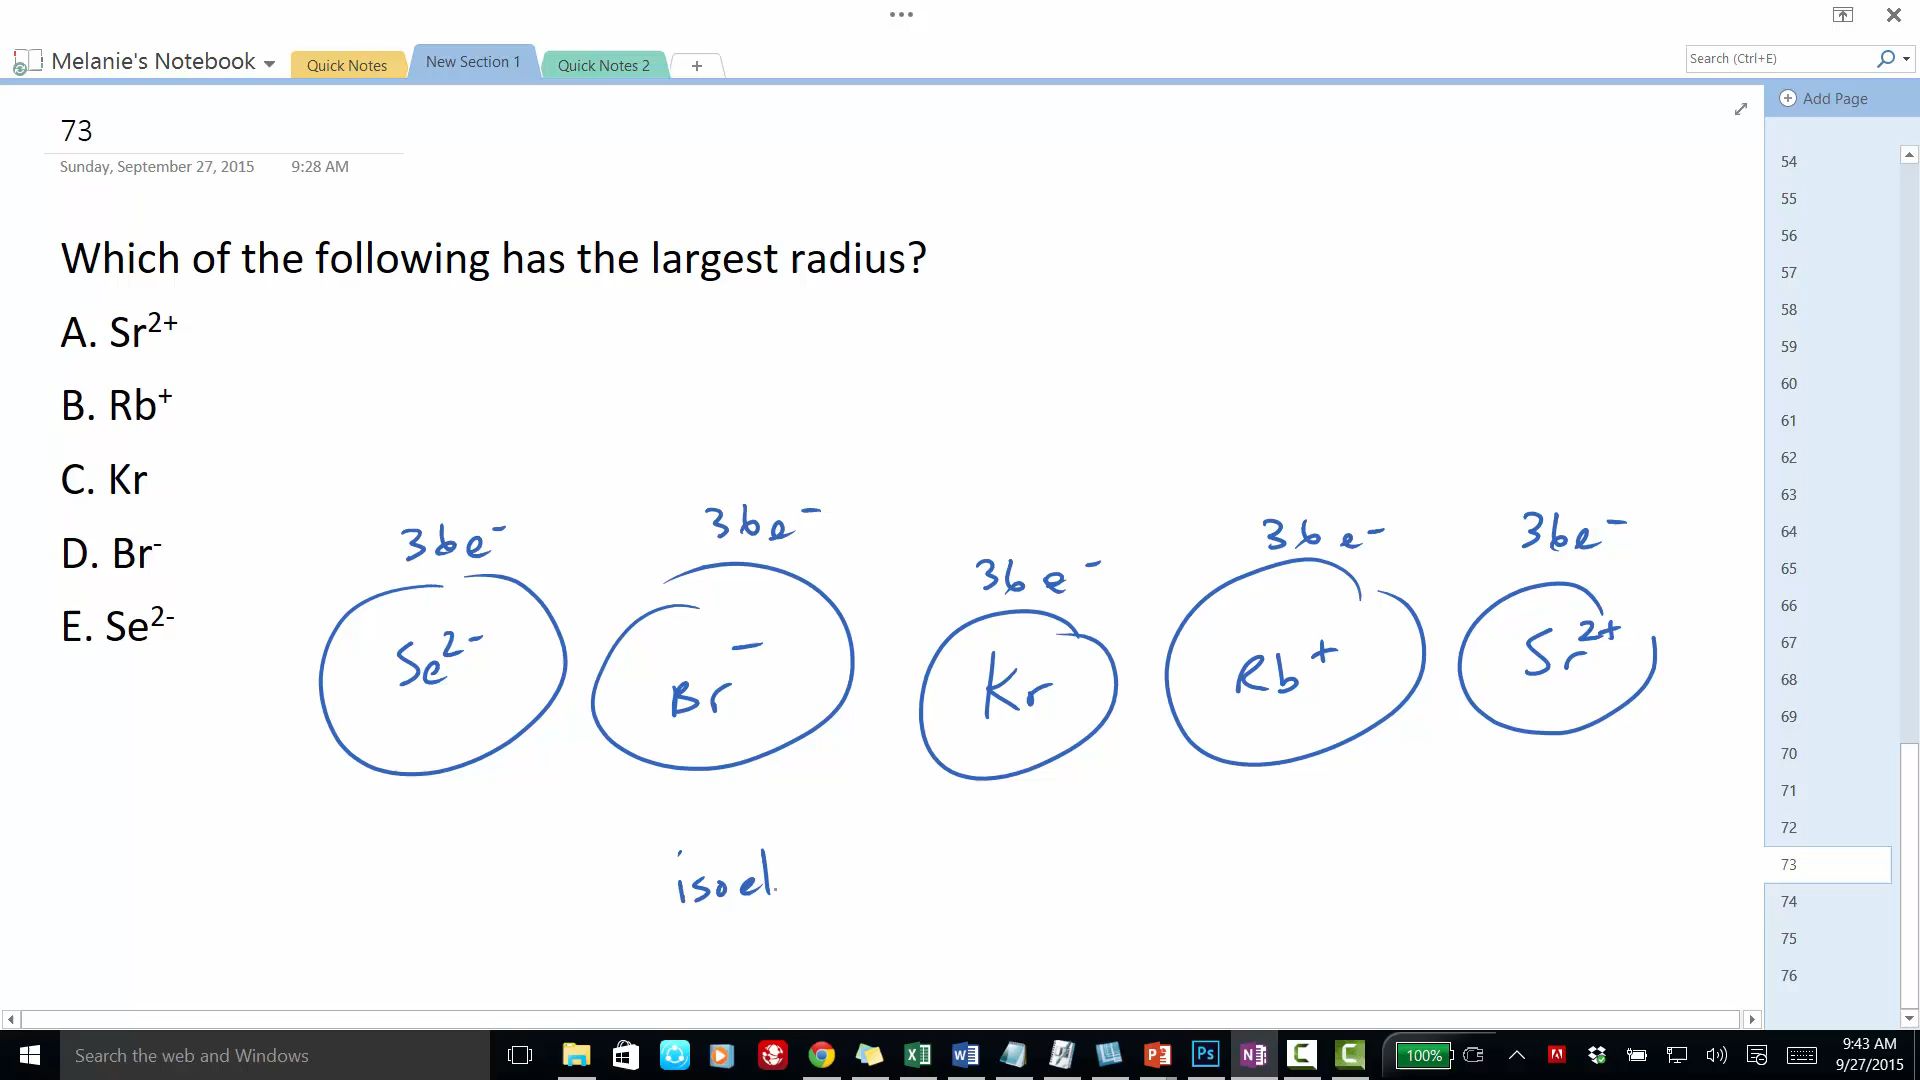 Melanie's Notebook
Quick Notes
New Section 1
Quick Notes 2
+
Search (Ctrl+E)
Add Page
73
Sunday, September 27, 2015 9:28 AM
Which of the following has the largest radius?
A. Sr²⁺
B. Rb⁺
C. Kr
D. Br⁻
E. Se²⁻
36e⁻ 36e⁻ 36e⁻ 36e⁻ 36e⁻
Se²⁻ Br⁻ Kr Rb⁺ Sr²⁺
isoel
54
55
56
57
58
59
60
61
62
63
64
65
66
67
68
69
70
71
72
73
74
75
76
Search the web and Windows
Ps
100%
9:43 AM
9/27/2015